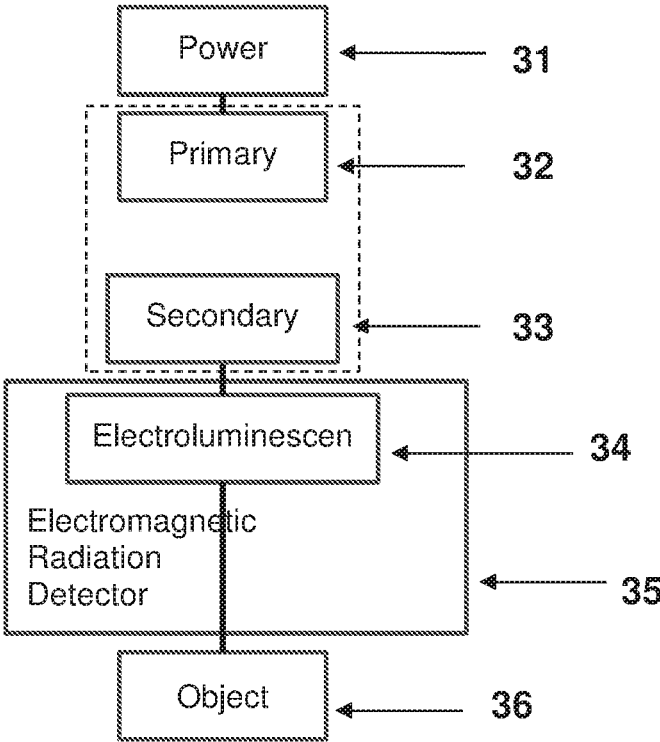 Power
31
Primary
32
Secondary
33
Electroluminescen
34
Electromagnetic
Radiation
Detector
35
Object
36